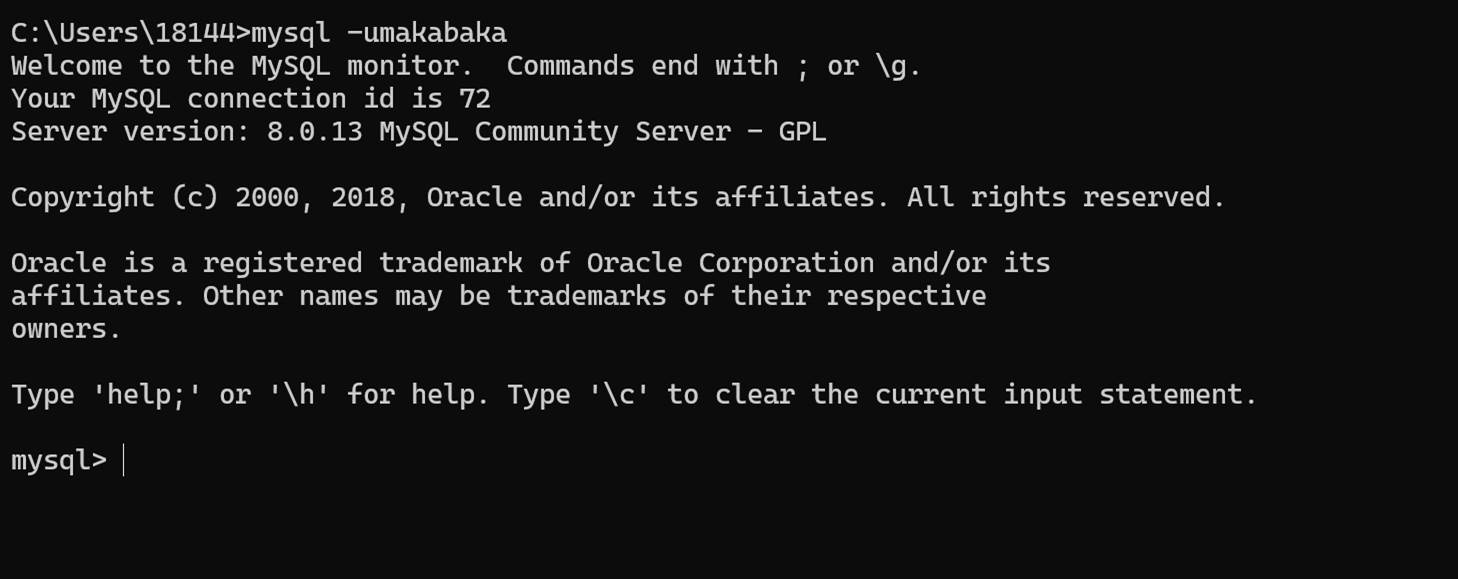 C:\Users\18144>mysql -umakabaka
Welcome to the MySQL monitor.  Commands end with ; or \g.
Your MySQL connection id is 72
Server version: 8.0.13 MySQL Community Server - GPL
Copyright (c) 2000, 2018, Oracle and/or its affiliates. All rights reserved.
Oracle is a registered trademark of Oracle Corporation and/or its
affiliates. Other names may be trademarks of their respective
owners.
Type 'help;' or '\h' for help. Type '\c' to clear the current input statement.
mysql>